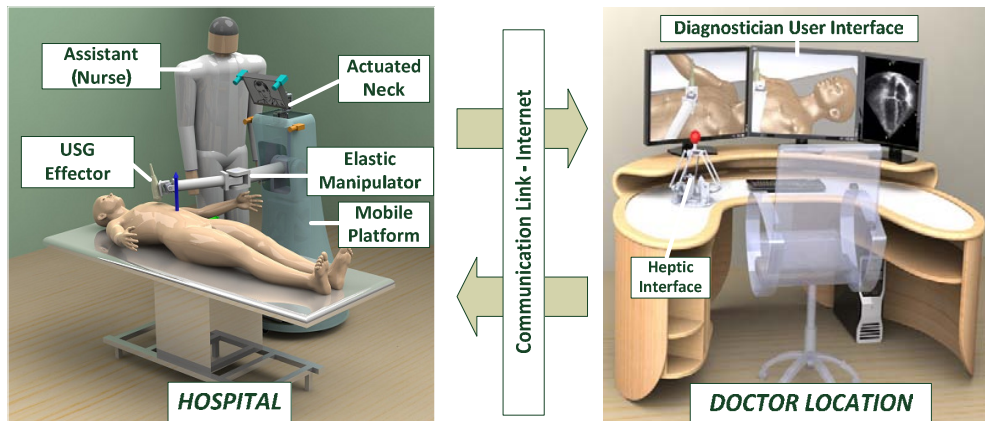 Assistant
(Nurse)
Actuated
Neck
USG
Effector
Elastic
Manipulator
Mobile
Platform
HOSPITAL
Communication Link - Internet
Diagnostician User Interface
Heptic
Interface
DOCTOR LOCATION